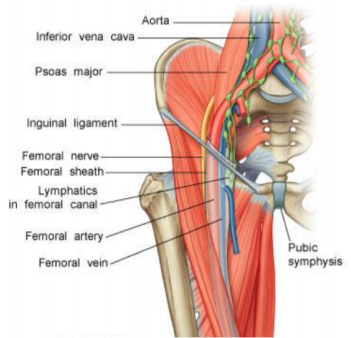 Aorta
Inferior vena cava
Psoas major
Inguinal ligament
Femoral nerve
Femoral sheath
Lymphatics
in femoral canal
Femoral artery
Femoral vein
Pubic
symphysis